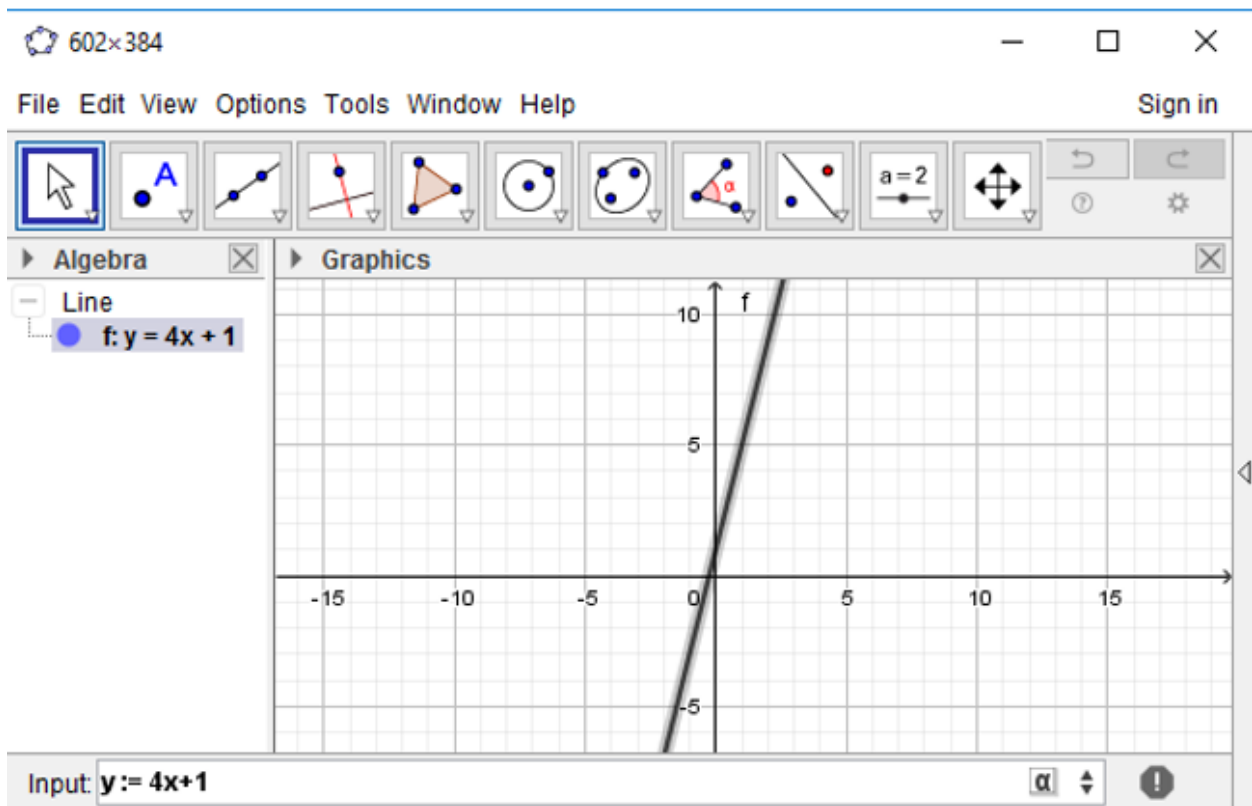 602×384
File Edit View Options Tools Window Help Sign in
A α a = 2
Algebra Graphics
Line
f: y = 4x + 1
f
10
5
-15 -10 -5 0 5 10 15
-5
Input: y := 4x+1 α